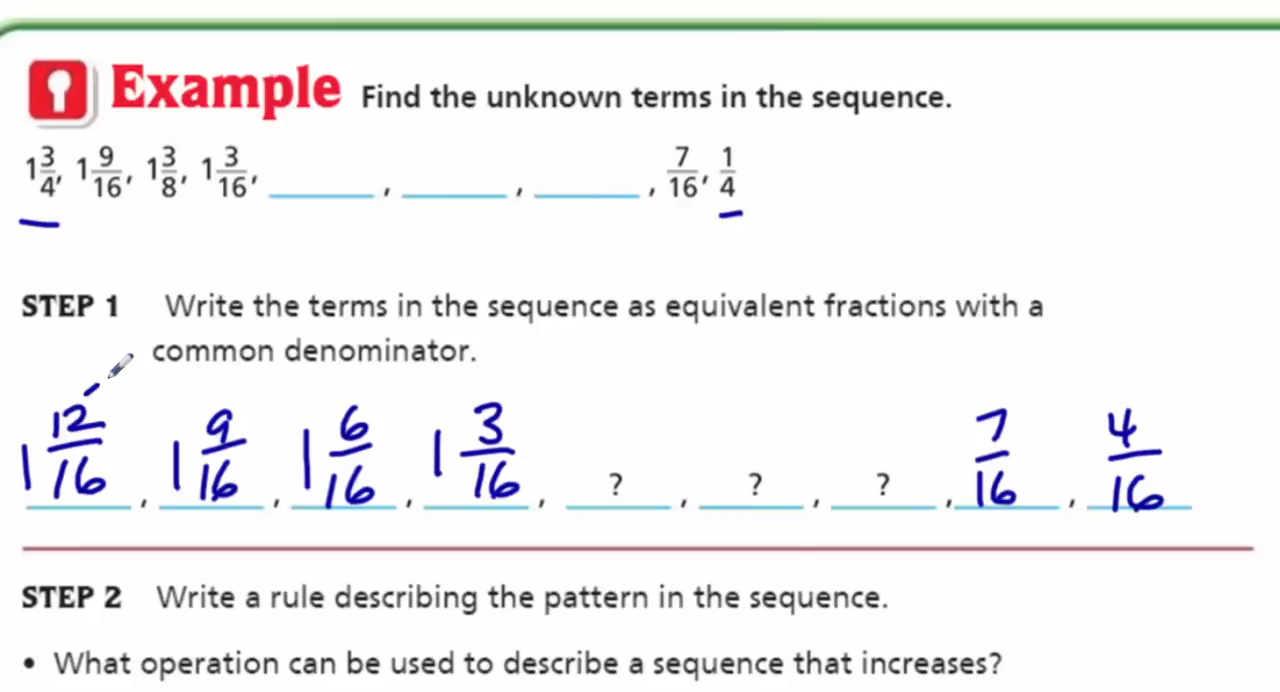 Example Find the unknown terms in the sequence.
1 3/4, 1 9/16, 1 3/8, 1 3/16, ____, ____, ____, 7/16, 1/4
STEP 1 Write the terms in the sequence as equivalent fractions with a
common denominator.
1 12/16, 1 9/16, 1 6/16, 1 3/16, ?, ?, ?, 7/16, 4/16
STEP 2 Write a rule describing the pattern in the sequence.
• What operation can be used to describe a sequence that increases?